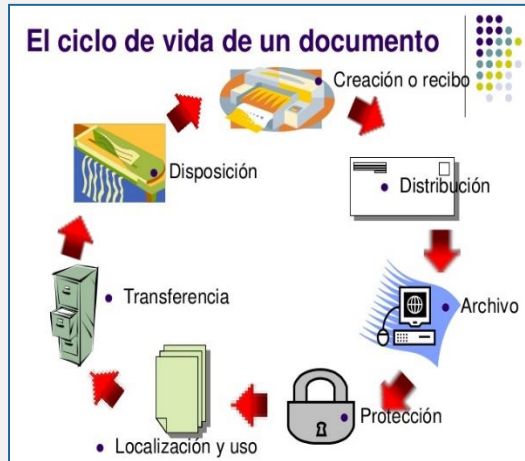 El ciclo de vida de un documento
• Creación o recibo
• Distribución
• Archivo
• Protección
• Localización y uso
• Transferencia
• Disposición